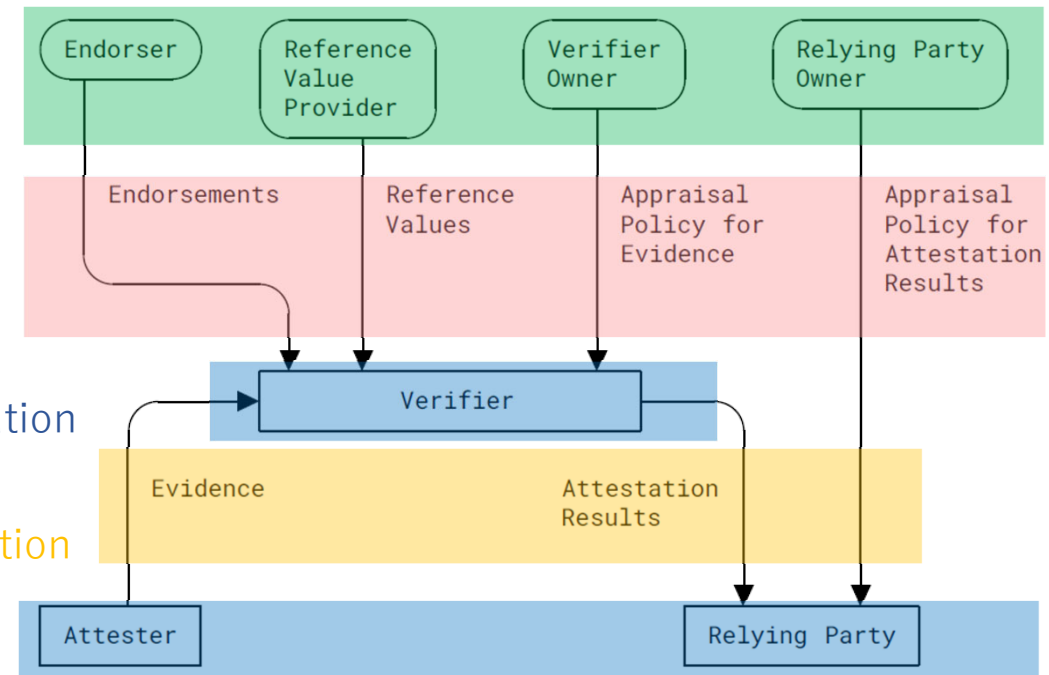 Endorser
Reference
Value
Provider
Verifier
Owner
Relying Party
Owner
Endorsements
Reference
Values
Appraisal
Policy for
Evidence
Appraisal
Policy for
Attestation
Results
Verifier
tion
Evidence
Attestation
Results
tion
Attester
Relying Party